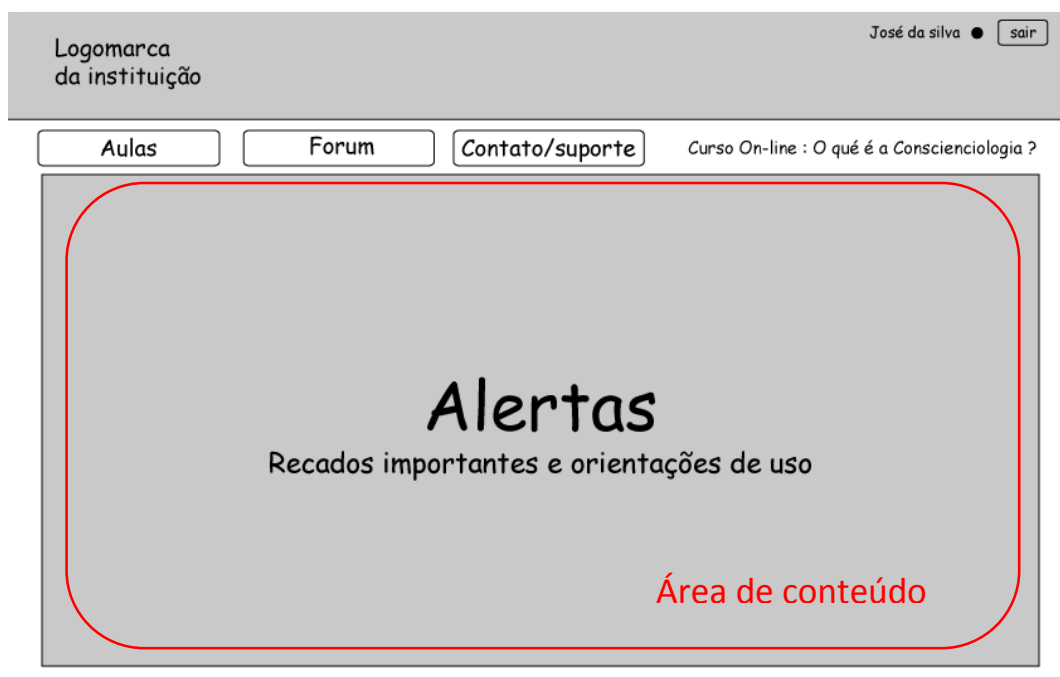 Logomarca
da instituição
José da silva
sair
Aulas
Forum
Contato/suporte
Curso On-line : O qué é a Conscienciologia ?
Alertas
Recados importantes e orientações de uso
Área de conteúdo